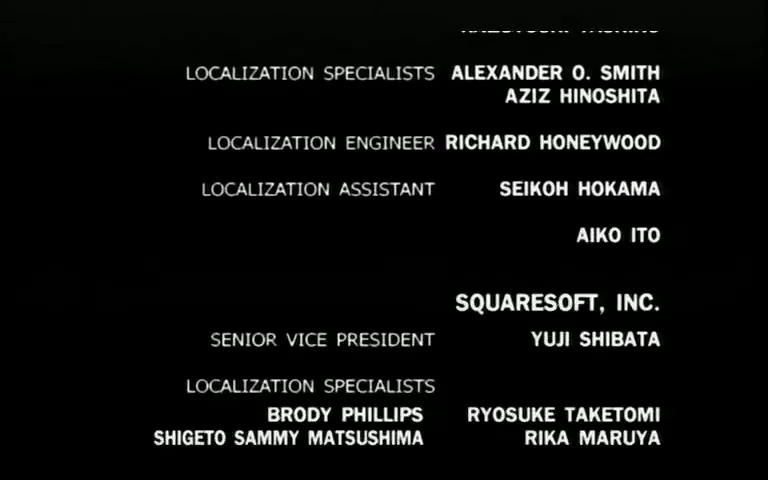 LOCALIZATION SPECIALISTS ALEXANDER O. SMITH
AZIZ HINOSHITA
LOCALIZATION ENGINEER RICHARD HONEYWOOD
LOCALIZATION ASSISTANT SEIKOH HOKAMA
AIKO ITO
SQUARESOFT, INC.
SENIOR VICE PRESIDENT YUJI SHIBATA
LOCALIZATION SPECIALISTS
BRODY PHILLIPS RYOSUKE TAKETOMI
SHIGETO SAMMY MATSUSHIMA RIKA MARUYA